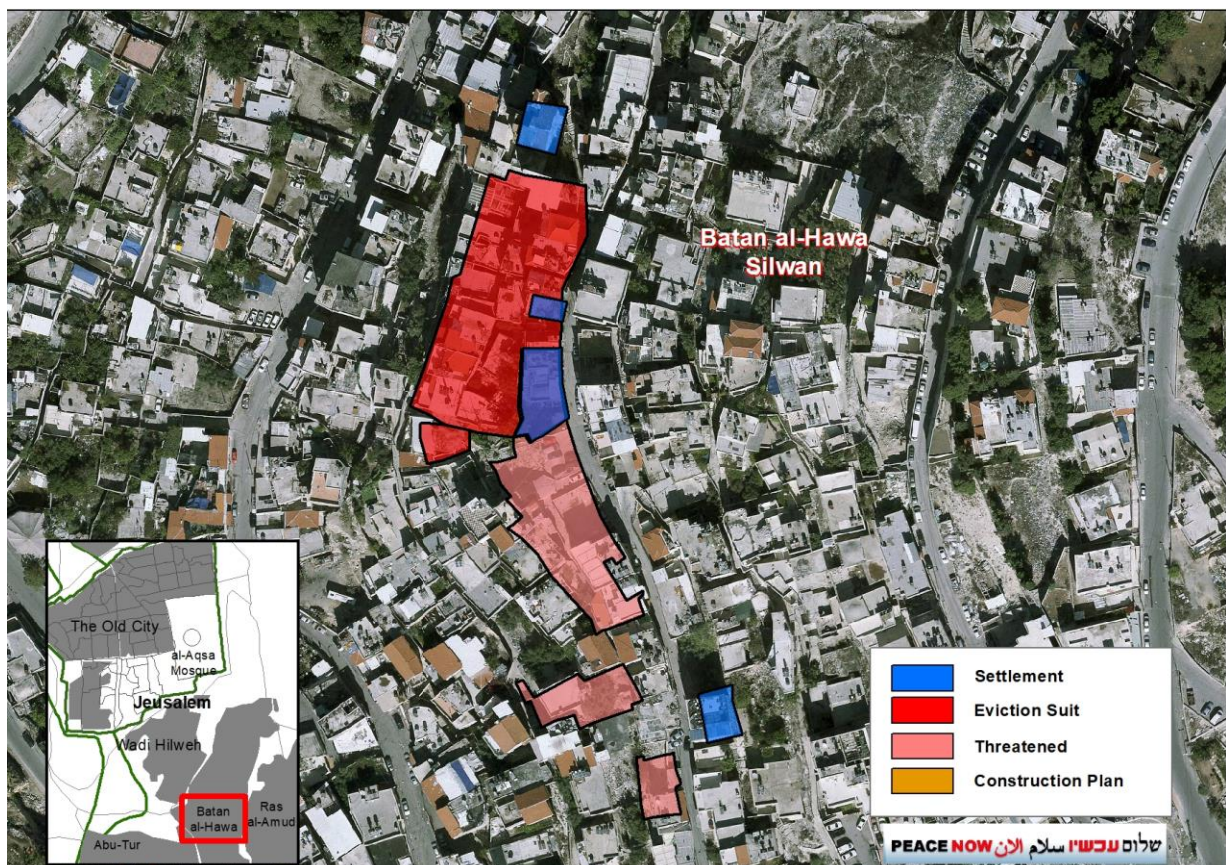 Batan al-Hawa
Silwan
The Old City
al-Aqsa
Mosque
Jeusalem
Wadi Hilweh
Batan
al-Hawa
Ras
al-Amud
Abu-Tur
Settlement
Eviction Suit
Threatened
Construction Plan
PEACE NOW سلام الان שלום עכשיו